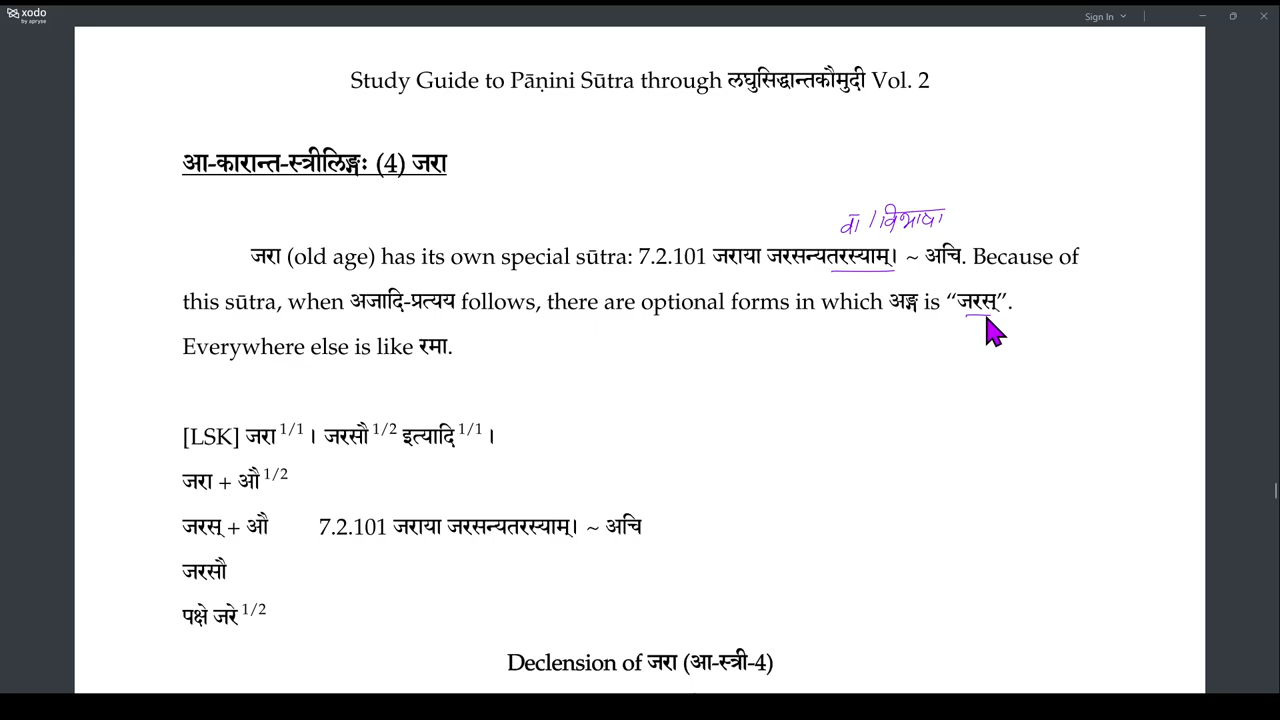 xodo
by apryse
Sign In
Study Guide to Pāṇini Sūtra through लघुसिद्धान्तकौमुदी Vol. 2
आ-कारान्त-स्त्रीलिङ्गः (4) जरा
वा / विभाषा
जरा (old age) has its own special sūtra: 7.2.101 जराया जरसन्यतरस्याम्। ~ अचि. Because of
this sūtra, when अजादि-प्रत्यय follows, there are optional forms in which अङ्ग is “जरस्”.
Everywhere else is like रमा.
[LSK] जरा 1/1 । जरसौ 1/2 इत्यादि 1/1 ।
जरा + औ 1/2
जरस् + औ 7.2.101 जराया जरसन्यतरस्याम्। ~ अचि
जरसौ
पक्षे जरे 1/2
Declension of जरा (आ-स्त्री-4)